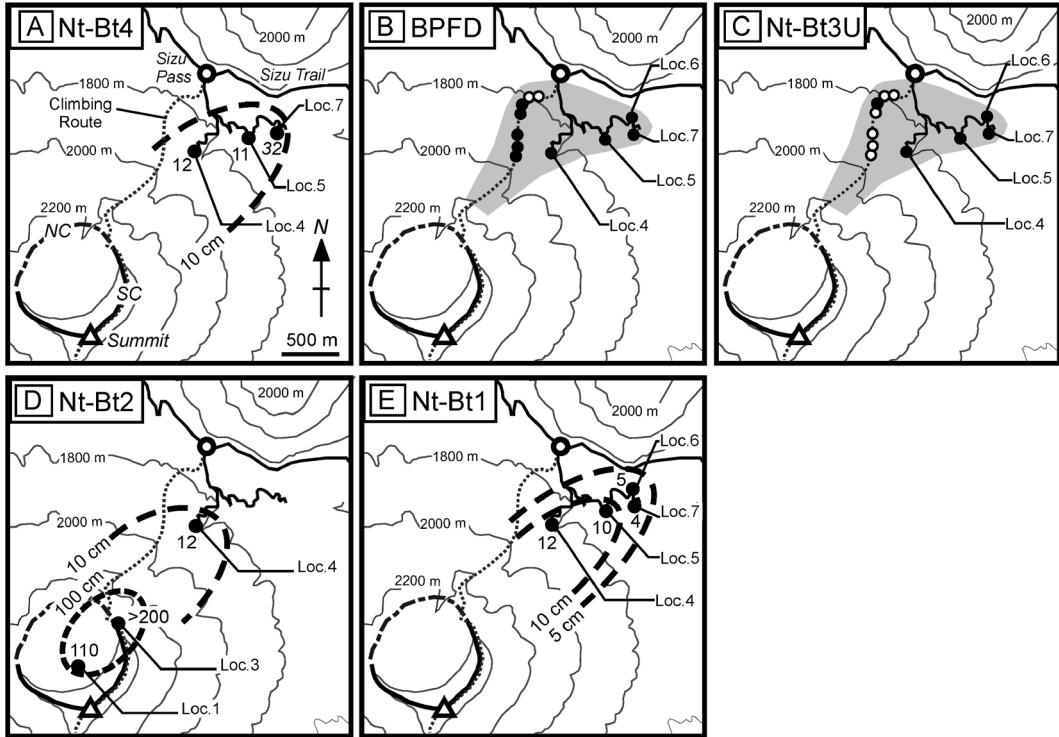 A Nt-Bt4
2000 m
Sizu
Pass
Sizu Trail
1800 m
Climbing
Route
Loc.7
2000 m
12
11
32
Loc.5
2200 m
Loc.4
NC
10 cm
N
SC
Summit
500 m
B BPFD
2000 m
Loc.6
1800 m
Loc.7
2000 m
Loc.5
2200 m
Loc.4
C Nt-Bt3U
2000 m
Loc.6
1800 m
Loc.7
2000 m
Loc.5
2200 m
Loc.4
D Nt-Bt2
2000 m
1800 m
2000 m
12
10 cm
Loc.4
100 cm
>200
110
Loc.3
Loc.1
E Nt-Bt1
2000 m
Loc.6
1800 m
5
Loc.7
2000 m
12
10
4
Loc.5
2200 m
Loc.4
10 cm
5 cm